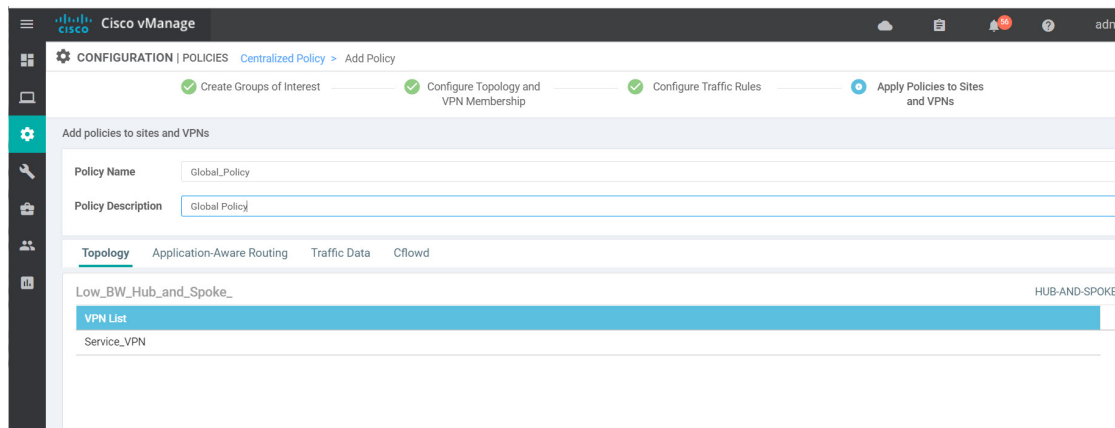 cisco Cisco vManage
56
adm
CONFIGURATION | POLICIES Centralized Policy > Add Policy
Create Groups of Interest
Configure Topology and
VPN Membership
Configure Traffic Rules
Apply Policies to Sites
and VPNs
Add policies to sites and VPNs
Policy Name Global_Policy
Policy Description Global Policy
Topology Application-Aware Routing Traffic Data Cflowd
Low_BW_Hub_and_Spoke_ HUB-AND-SPOKE
VPN List
Service_VPN